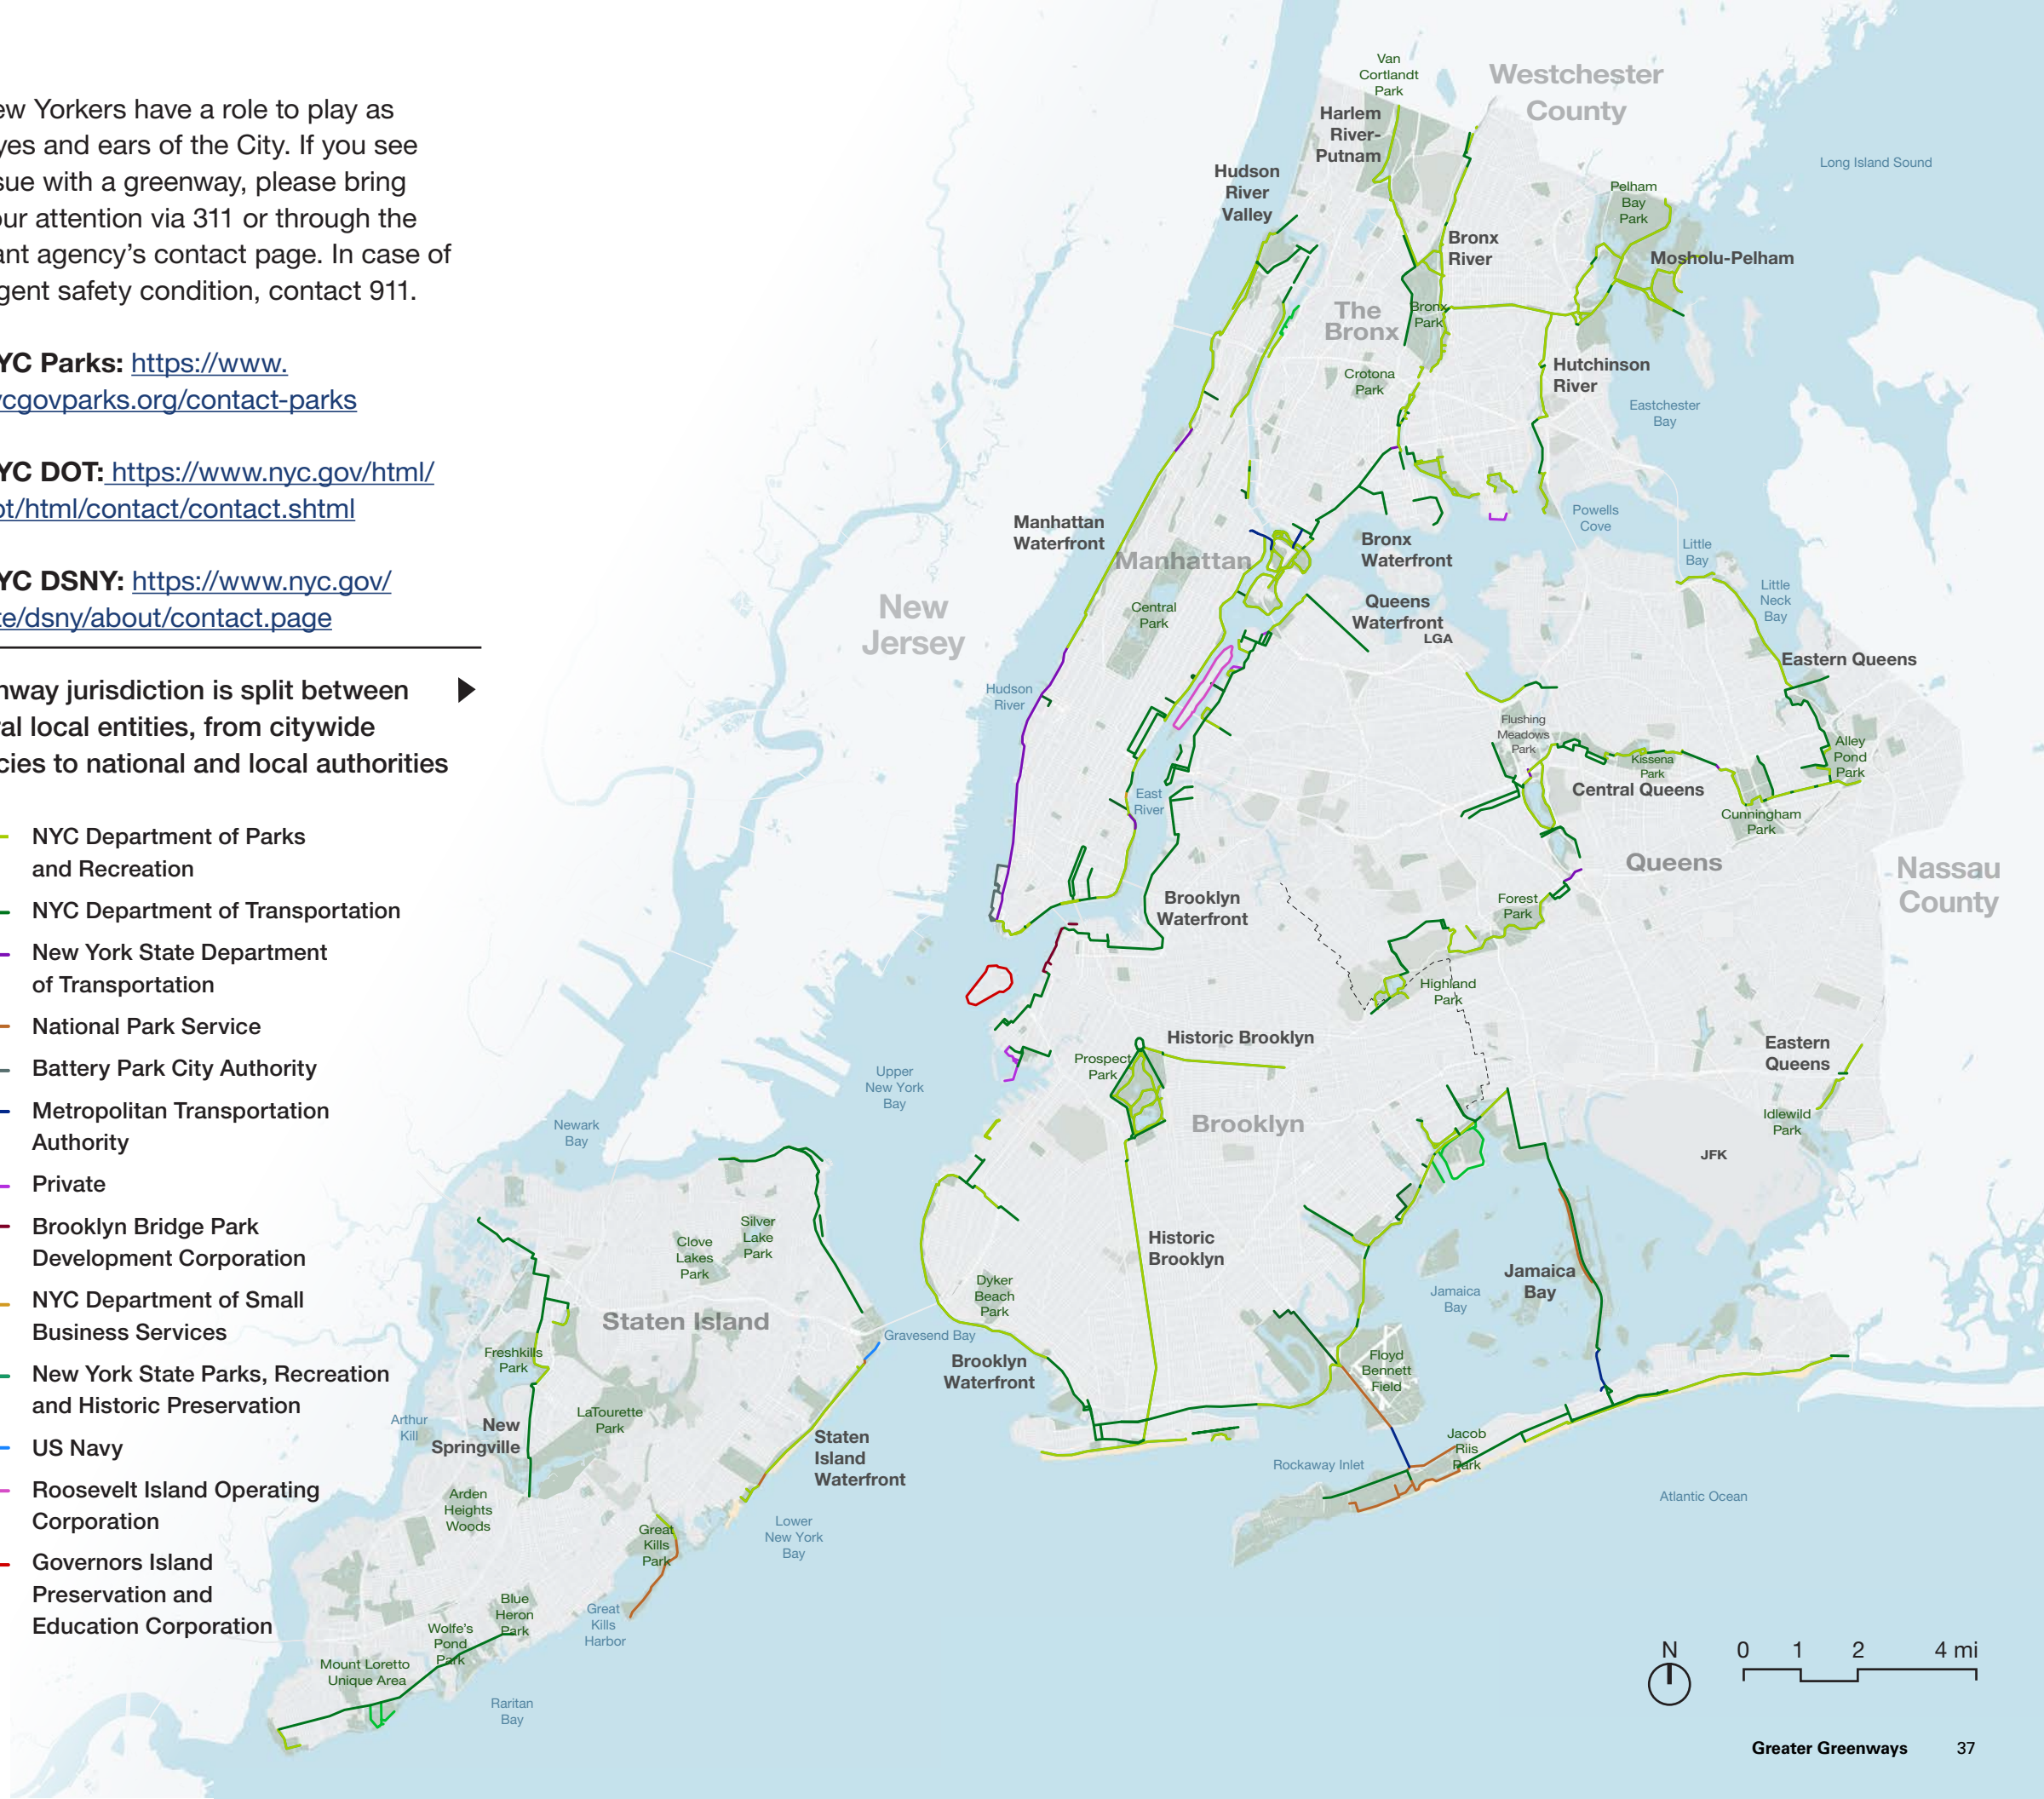 ew Yorkers have a role to play as
yes and ears of the City. If you see
sue with a greenway, please bring
our attention via 311 or through the
ant agency's contact page. In case of
gent safety condition, contact 911.
YC Parks: https://www.
ycgovparks.org/contact-parks
YC DOT: https://www.nyc.gov/html/
ot/html/contact/contact.shtml
YC DSNY: https://www.nyc.gov/
te/dsny/about/contact.page
nway jurisdiction is split between
ral local entities, from citywide
cies to national and local authorities
NYC Department of Parks
and Recreation
NYC Department of Transportation
New York State Department
of Transportation
National Park Service
Battery Park City Authority
Metropolitan Transportation
Authority
Private
Brooklyn Bridge Park
Development Corporation
NYC Department of Small
Business Services
New York State Parks, Recreation
and Historic Preservation
US Navy
Roosevelt Island Operating
Corporation
Governors Island
Preservation and
Education Corporation
Van
Cortlandt
Park
Westchester
County
Harlem
River-
Putnam
Long Island Sound
Hudson
River
Valley
Pelham
Bay
Park
Bronx
River
Mosholu-Pelham
The
Bronx
Bronx
Park
Hutchinson
River
Crotona
Park
Eastchester
Bay
Manhattan
Waterfront
Powells
Cove
Bronx
Waterfront
Little
Bay
Manhattan
Little
Neck
Bay
New
Jersey
Central
Park
Queens
Waterfront
LGA
Eastern Queens
Hudson
River
Flushing
Meadows
Park
Alley
Pond
Park
Kissena
Park
Central Queens
East
River
Cunningham
Park
Queens
Nassau
County
Brooklyn
Waterfront
Forest
Park
Highland
Park
Historic Brooklyn
Eastern
Queens
Prospect
Park
Upper
New York
Bay
Brooklyn
Idlewild
Park
Newark
Bay
JFK
Silver
Lake
Park
Clove
Lakes
Park
Historic
Brooklyn
Jamaica
Bay
Jamaica
Bay
Dyker
Beach
Park
Staten Island
Gravesend Bay
Freshkills
Park
Brooklyn
Waterfront
Floyd
Bennett
Field
LaTourette
Park
Arthur
Kill
New
Springville
Staten
Island
Waterfront
Jacob
Riis
Park
Rockaway Inlet
Atlantic Ocean
Arden
Heights
Woods
Great
Kills
Park
Lower
New York
Bay
Blue
Heron
Park
Great
Kills
Harbor
Wolfe's
Pond
Park
Mount Loretto
Unique Area
Raritan
Bay
N 0 1 2 4 mi
Greater Greenways 37